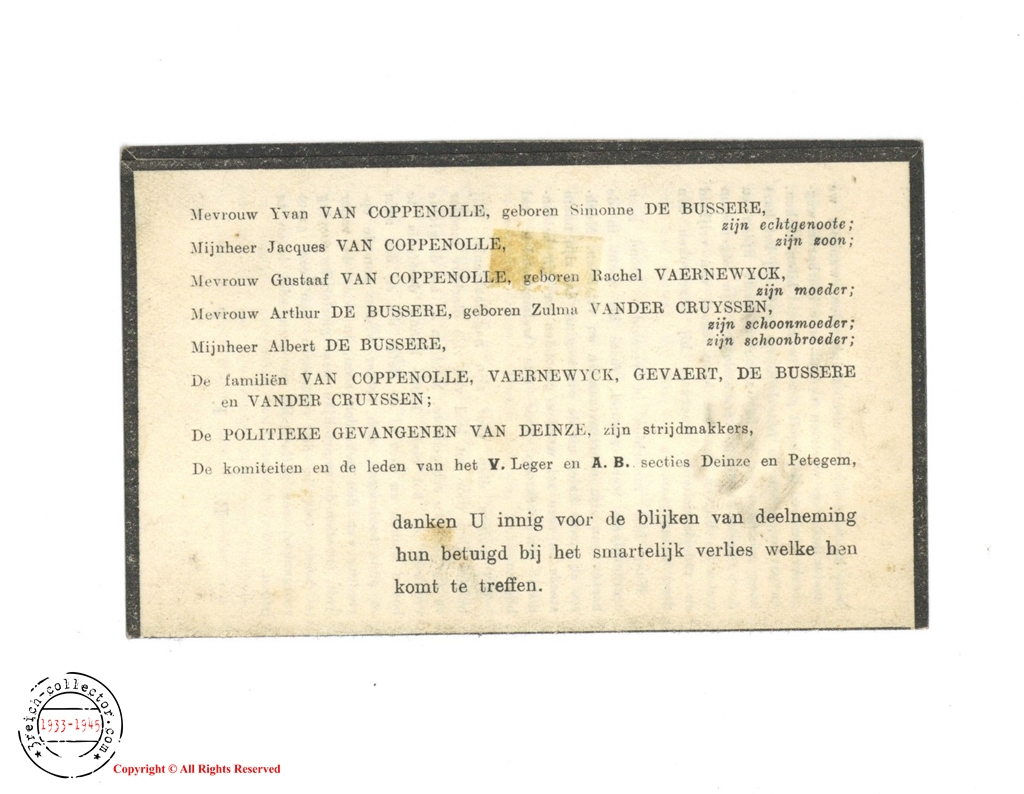 Mevrouw Yvan VAN COPPENOLLE, geboren Simonne DE BUSSERE,
zijn echtgenoote;
Mijnheer Jacques VAN COPPENOLLE,
zijn zoon;
Mevrouw Gustaaf VAN COPPENOLLE, geboren Rachel VAERNEWYCK,
zijn moeder;
Mevrouw Arthur DE BUSSERE, geboren Zulma VANDER CRUYSSEN,
zijn schoonmoeder;
Mijnheer Albert DE BUSSERE,
zijn schoonbroeder;
De familiën VAN COPPENOLLE, VAERNEWYCK, GEVAERT, DE BUSSERE
en VANDER CRUYSSEN;
De POLITIEKE GEVANGENEN VAN DEINZE, zijn strijdmakkers,
De komiteiten en de leden van het V. Leger en A. B. secties Deinze en Petegem,
danken U innig voor de blijken van deelneming
hun betuigd bij het smartelijk verlies welke hen
komt te treffen.
3reich-collector.com
1933-1945
Copyright © All Rights Reserved